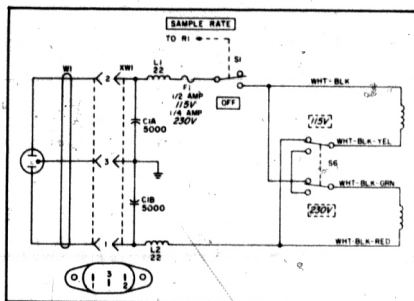 SAMPLE RATE
TO R1
S1
W1
XW1
L1
22
F1
1/2 AMP
115V
1/4 AMP
230V
OFF
WHT-BLK
2
C1A
5000
115V
WHT-BLK-YEL
S6
3
WHT-BLK-GRN
C1B
5000
230V
WHT-BLK-RED
1
L2
22
3
1
2